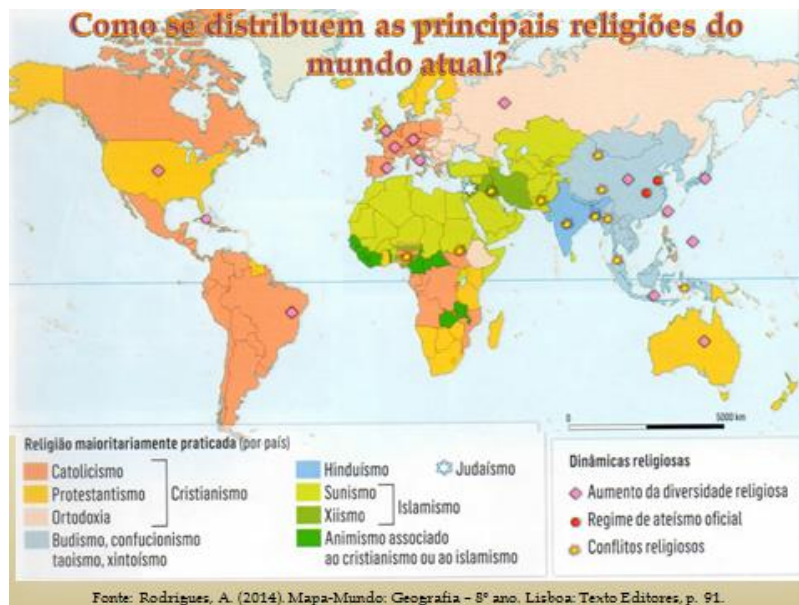 Como se distribuem as principais religiões do
mundo atual?
0 5000 km
Religião maioritariamente praticada (por país)
Catolicismo
Protestantismo
Ortodoxia
Cristianismo
Budismo, confucionismo
taoismo, xintoísmo
Hinduísmo
Judaísmo
Sunismo
Xiismo
Islamismo
Animismo associado
ao cristianismo ou ao islamismo
Dinâmicas religiosas
Aumento da diversidade religiosa
Regime de ateísmo oficial
Conflitos religiosos
Fonte: Rodrigues, A. (2014). Mapa-Mundo: Geografia – 8º ano. Lisboa: Texto Editores, p. 91.